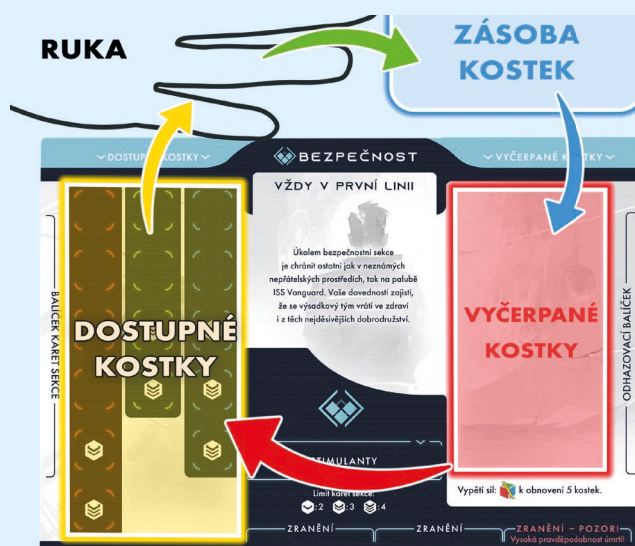 RUKA
ZÁSOBA
KOSTEK
DOSTUPNÉ KOSTKY
BEZPEČNOST
VYČERPANÉ KOSTKY
VŽDY V PRVNÍ LINII
Úkolem bezpečnostní sekce
je chránit ostatní jak v neznámých
nepřátelských prostředích, tak na palubě
ISS Vanguard. Vaše dovednosti zajistí,
že se výsadkový tým vrátí ve zdraví
i z těch nejděsivějších dobrodružství.
BALÍČEK KARET SEKCE
DOSTUPNÉ
KOSTKY
VYČERPANÉ
KOSTKY
ODHAZOVACÍ BALÍČEK
STIMULANTY
Limit karet sekce:
:2 :3 :4
Vypětí sil: k obnovení 5 kostek.
ZRANĚNÍ
ZRANĚNÍ
ZRANĚNÍ – POZOR!
Vysoká pravděpodobnost úmrtí!